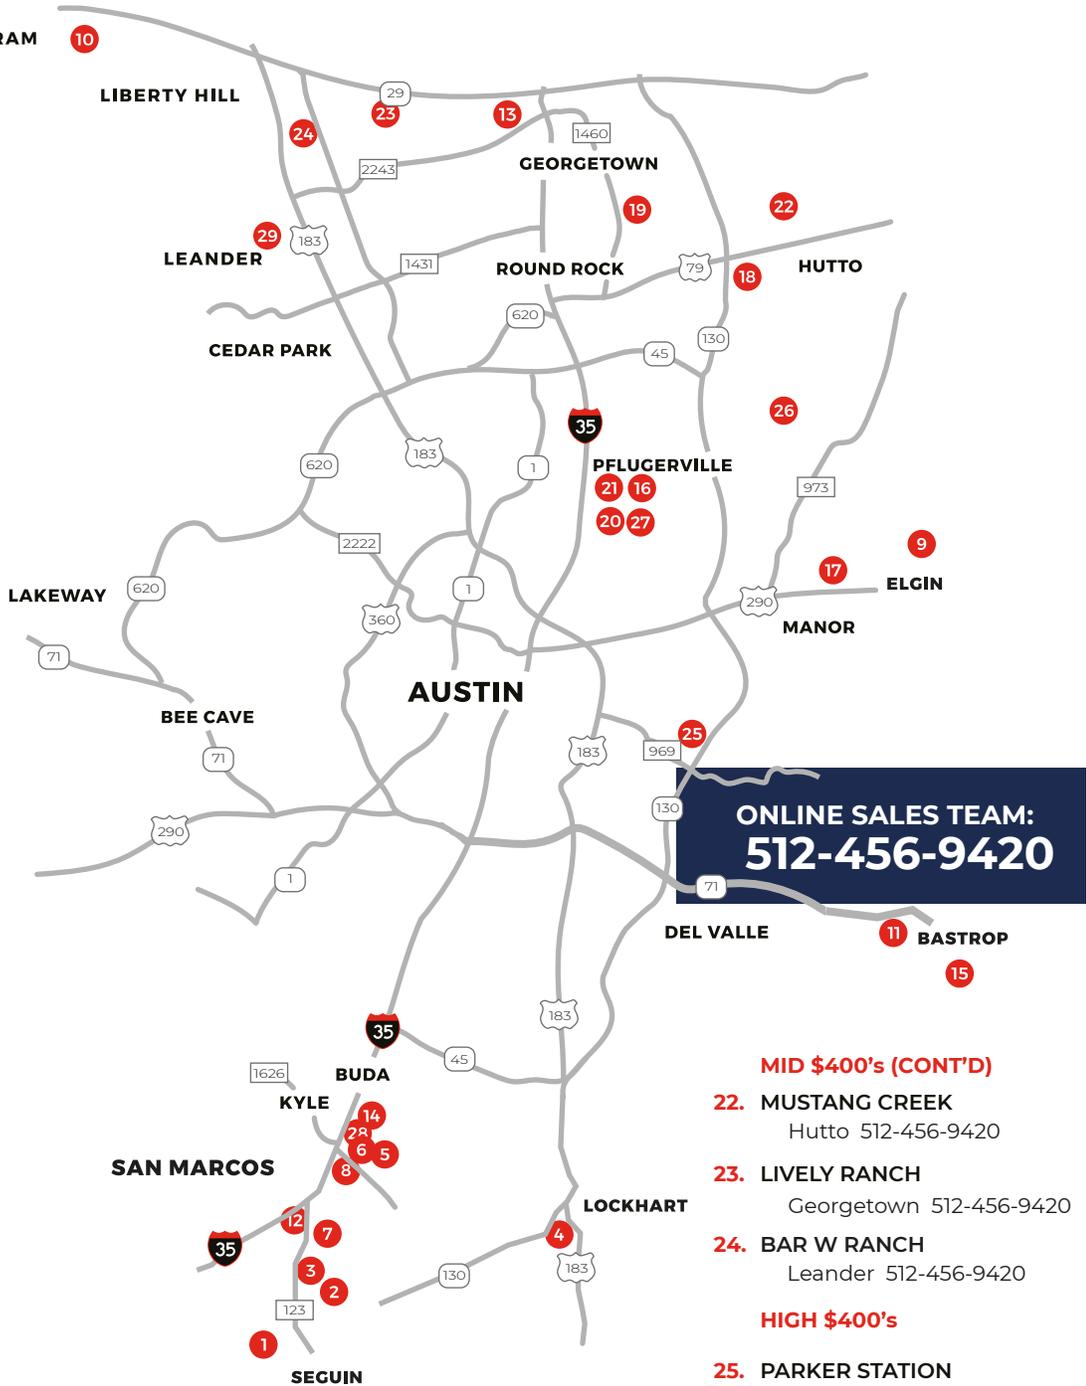 RAM
10
LIBERTY HILL
29
23
13
24
1460
2243
GEORGETOWN
19
22
29
183
LEANDER
1431
ROUND ROCK
79
HUTTO
18
620
130
CEDAR PARK
45
26
35
183
620
1
PFLUGERVILLE
21 16
973
20 27
2222
9
17
ELGIN
LAKEWAY
620
1
290
360
MANOR
71
AUSTIN
BEE CAVE
25
183
969
71
130
290
ONLINE SALES TEAM:
512-456-9420
1
71
DEL VALLE
11
BASTROP
15
183
35
45
1626
BUDA
KYLE
14
28
6
5
8
SAN MARCOS
LOCKHART
12
7
4
35
3
130
183
2
123
1
SEGUIN
MID $400's (CONT'D)
22. MUSTANG CREEK
Hutto 512-456-9420
23. LIVELY RANCH
Georgetown 512-456-9420
24. BAR W RANCH
Leander 512-456-9420
HIGH $400's
25. PARKER STATION